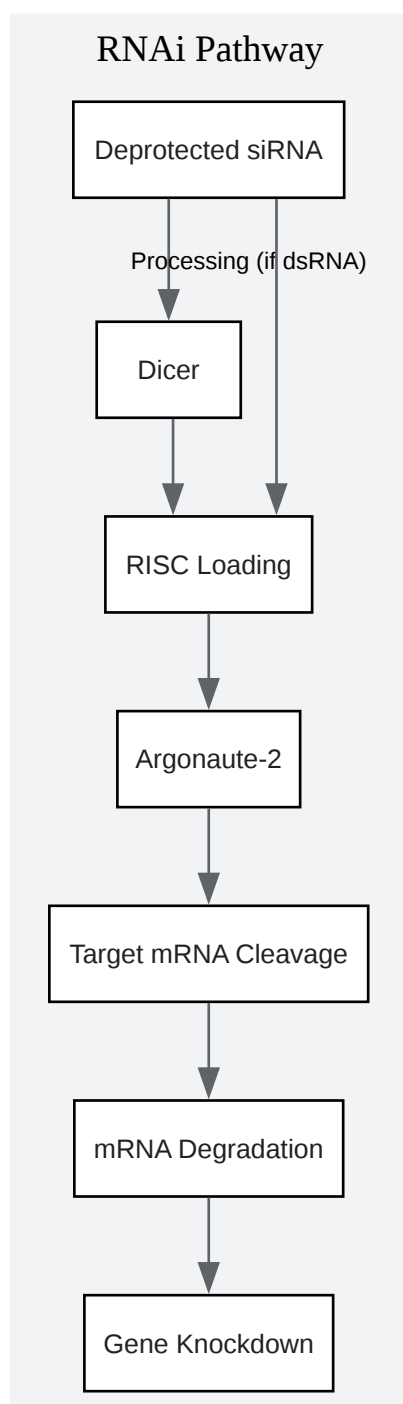 RNAi Pathway
Deprotected siRNA
Processing (if dsRNA)
Dicer
RISC Loading
Argonaute-2
Target mRNA Cleavage
mRNA Degradation
Gene Knockdown